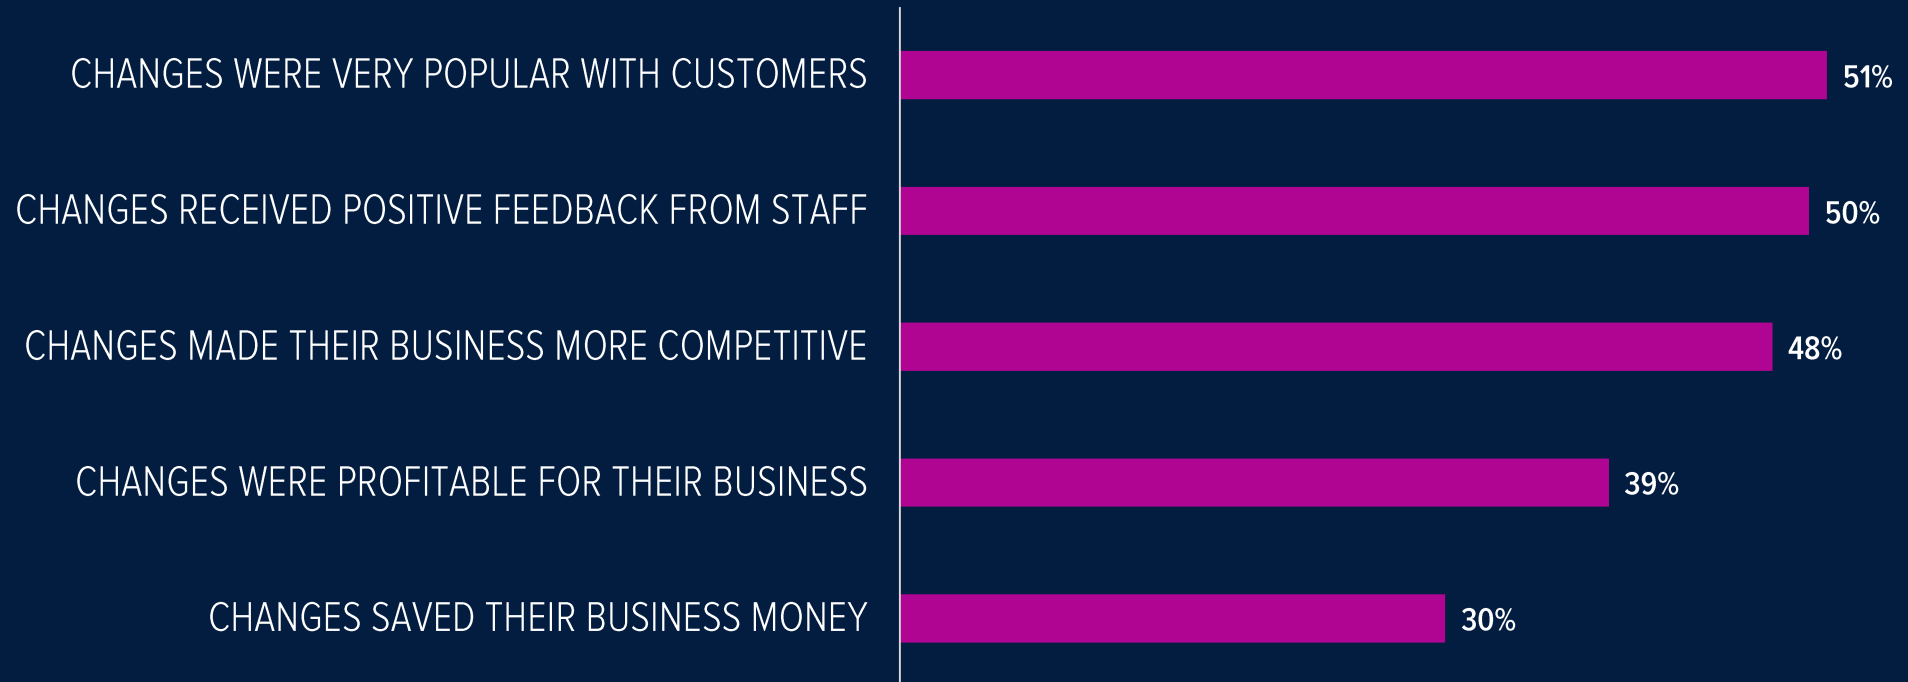 CHANGES WERE VERY POPULAR WITH CUSTOMERS 51%
CHANGES RECEIVED POSITIVE FEEDBACK FROM STAFF 50%
CHANGES MADE THEIR BUSINESS MORE COMPETITIVE 48%
CHANGES WERE PROFITABLE FOR THEIR BUSINESS 39%
CHANGES SAVED THEIR BUSINESS MONEY 30%